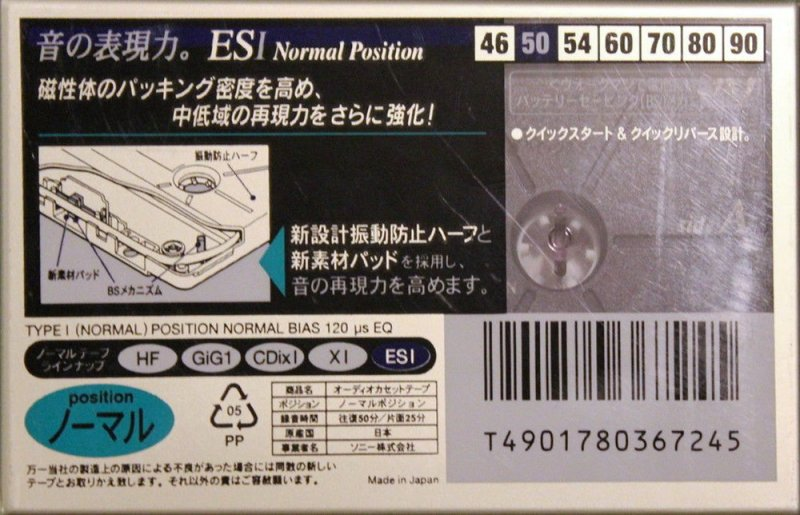 音の表現力。 ESI Normal Position
46 50 54 60 70 80 90
磁性体のパッキング密度を高め、
中低域の再現力をさらに強化!
バッテリーセービング
●クイックスタート & クイックリバース設計。
振動防止ハーフ
新素材パッド
BSメカニズム
新設計振動防止ハーフと
新素材パッドを採用し、
音の再現力を高めます。
side A
TYPE I (NORMAL) POSITION NORMAL BIAS 120 μs EQ
ノーマルテープ
ラインナップ
HF GiG1 CDixI XI ESI
position
ノーマル
05
PP
商品名 オーディオカセットテープ
ポジション ノーマルポジション
録音時間 往復50分/片面25分
原産国 日本
事業者名 ソニー株式会社
T4901780367245
万一当社の製造上の原因による不良があった場合には同数の新しい
テープとお取りかえ致します。それ以外の責はご容赦願います。
Made in Japan